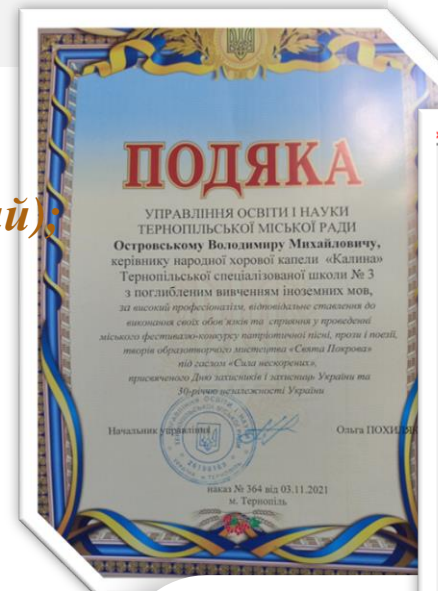 ПОДЯКА
УПРАВЛІННЯ ОСВІТИ І НАУКИ
ТЕРНОПІЛЬСЬКОЇ МІСЬКОЇ РАДИ
Островському Володимиру Михайловичу,
керівнику народної хорової капели «Калина»
Тернопільської спеціалізованої школи № 3
з поглибленим вивченням іноземних мов,
за високий професіоналізм, відповідальне ставлення до
виконання своїх обов'язків та сприяння у проведенні
міського фестивалю-конкурсу патріотичної пісні, прози і поезії,
творів образотворчого мистецтва «Свята Покрова»
під гаслом «Сила нескорених»,
присвяченого Дню захисників і захисниць України та
30-річчю незалежності України
Начальник управління Ольга
наказ № 364 від 03.11.2021
м. Тернопіль
ий);